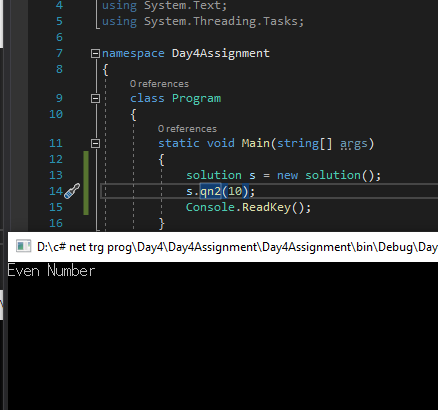 4 using System.Text;
5 using System.Threading.Tasks;
6
7 namespace Day4Assignment
8 {
0 references
9 class Program
10 {
0 references
11 static void Main(string[] args)
12 {
13 solution s = new solution();
14 s.qn2(10);
15 Console.ReadKey();
16 }
D:\c# net trg prog\Day4\Day4Assignment\Day4Assignment\bin\Debug\Day
Even Number